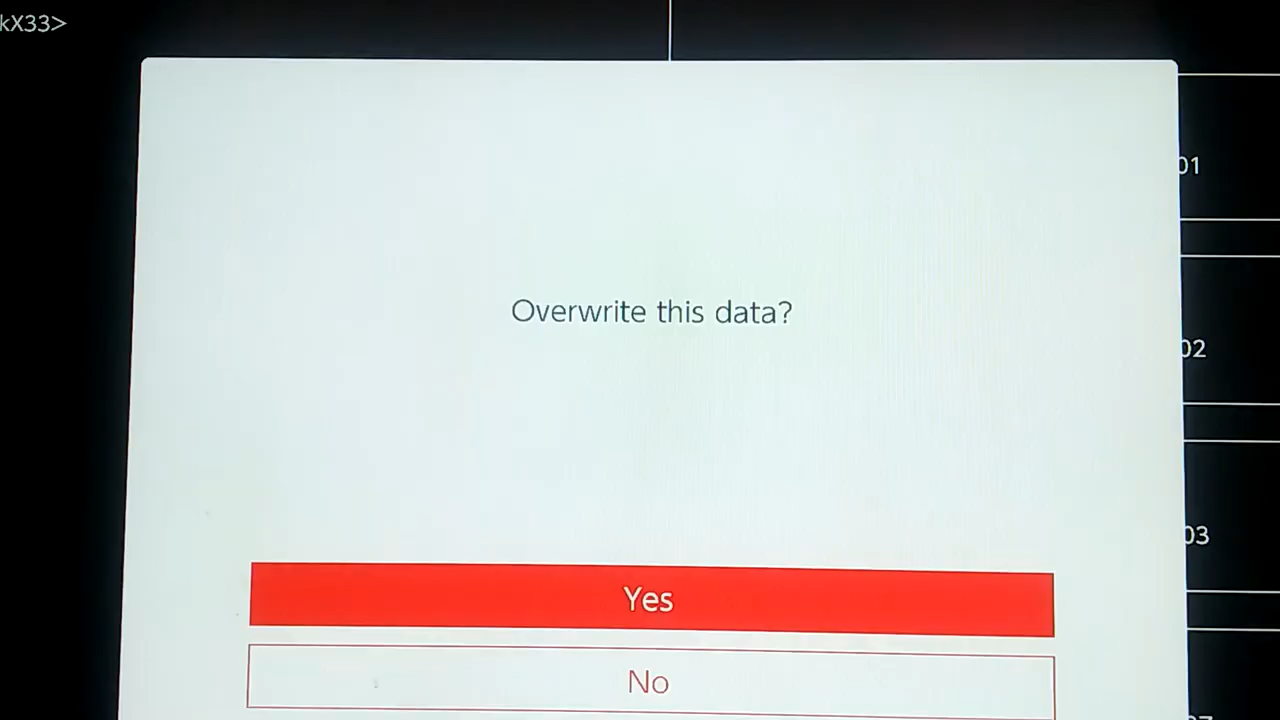 kX33>
01
Overwrite this data?
02
03
Yes
No